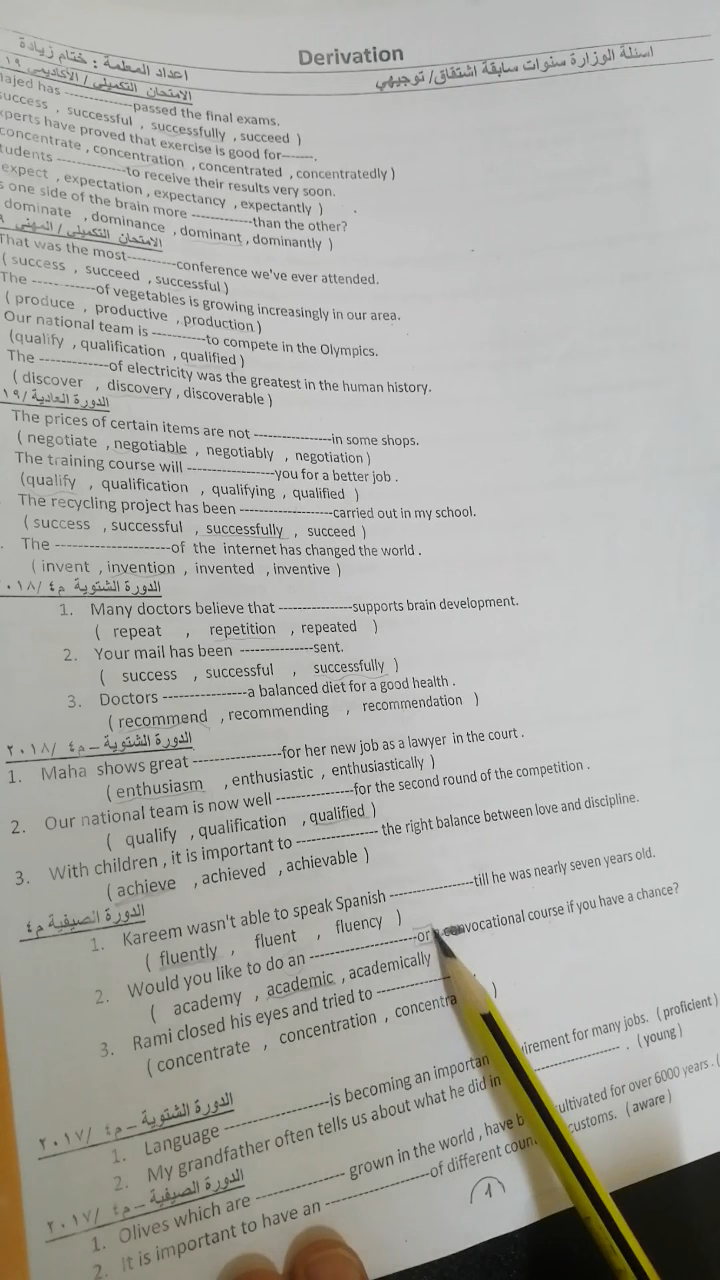 Derivation
اسئلة الوزارة سنوات سابقة اشتقاق/ توجيهي
اعداد المعلمة : ختام زيادة
الامتحان التكميلي / الأكاديمي ١٩
has -------------passed the final exams.
, successful , successfully , succeed )
have proved that exercise is good for-------.
concentrate , concentration , concentrated , concentratedly )
-------------to receive their results very soon.
expect , expectation , expectancy , expectantly )
one side of the brain more ------------than the other?
dominate , dominance , dominant , dominantly )
الامتحان التكميلي / المهني
That was the most----------conference we've ever attended.
( success , succeed , successful )
The ------------of vegetables is growing increasingly in our area.
( produce , productive , production )
Our national team is -----------to compete in the Olympics.
(qualify , qualification , qualified )
The --------------of electricity was the greatest in the human history.
( discover , discovery , discoverable )
الدورة العادية /١٩
The prices of certain items are not ----------------in some shops.
( negotiate , negotiable , negotiably , negotiation )
The training course will ------------------you for a better job .
(qualify , qualification , qualifying , qualified )
The recycling project has been -------------------carried out in my school.
( success , successful , successfully , succeed )
The -----------------------of the internet has changed the world .
( invent , invention , invented , inventive )
الدورة الشتوية م٤ /٠١٨
1. Many doctors believe that ---------------supports brain development.
( repeat , repetition , repeated )
2. Your mail has been ---------------sent.
( success , successful , successfully )
3. Doctors -----------------a balanced diet for a good health .
( recommend , recommending , recommendation )
الدورة الشتوية – م٤ /٢٠١٨
1. Maha shows great ------------------for her new job as a lawyer in the court .
( enthusiasm , enthusiastic , enthusiastically )
2. Our national team is now well ----------------for the second round of the competition .
( qualify , qualification , qualified )
3. With children , it is important to ----------------- the right balance between love and discipline.
( achieve , achieved , achievable )
الدورة الصيفية م٤
1. Kareem wasn't able to speak Spanish -----------------till he was nearly seven years old.
( fluently , fluent , fluency )
2. Would you like to do an ----------------------or course if you have a chance?
( academy , academic , academically
3. Rami closed his eyes and tried to ---------------
( concentrate , concentration , )
الدورة الشتوية – م٤ /٢٠١٧
1. Language ---------------------is becoming an for many jobs. ( proficient )
2. My grandfather often tells us about what he did in ------------------ . ( young )
الدورة الصيفية – م٤ /٢٠١٧
1. Olives which are ------------------ grown in the world , have for over 6000 years . (
2. It is important to have an --------------------of different customs. ( aware )
1